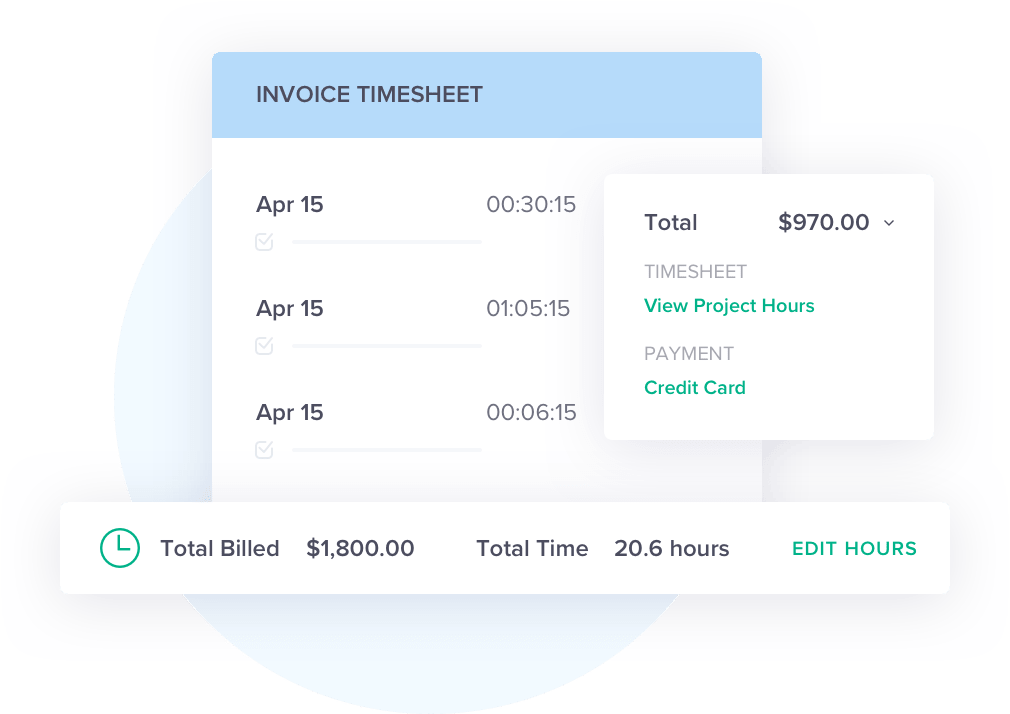 INVOICE TIMESHEET
Apr 15 00:30:15
Apr 15 01:05:15
Apr 15 00:06:15
Total $970.00
TIMESHEET
View Project Hours
PAYMENT
Credit Card
Total Billed $1,800.00 Total Time 20.6 hours EDIT HOURS